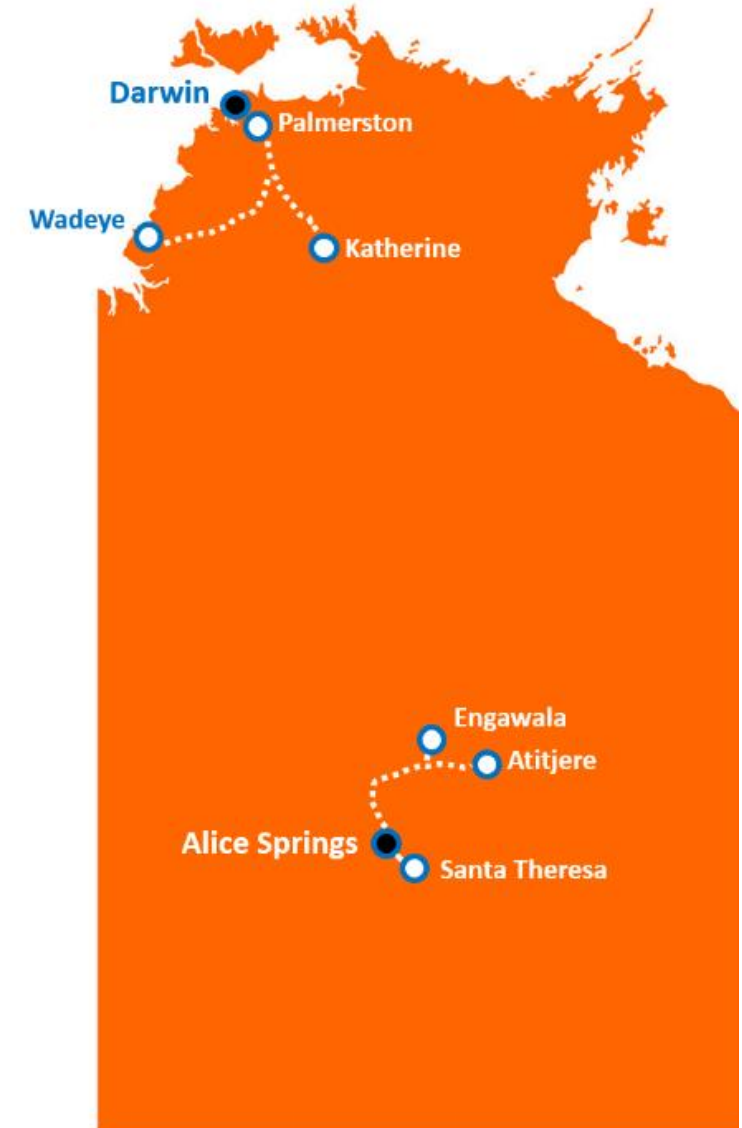 Darwin
Palmerston
Wadeye
Katherine
Engawala
Atitjere
Alice Springs
Santa Theresa